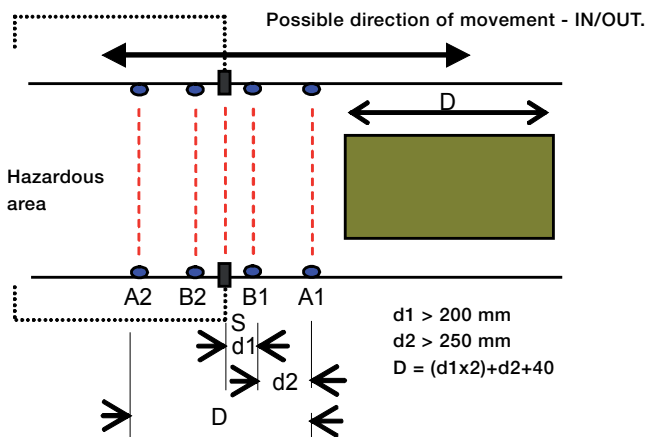 Possible direction of movement - IN/OUT.
D
Hazardous
area
A2 B2 B1 A1
S
d1
d2
D
d1 > 200 mm
d2 > 250 mm
D = (d1x2)+d2+40